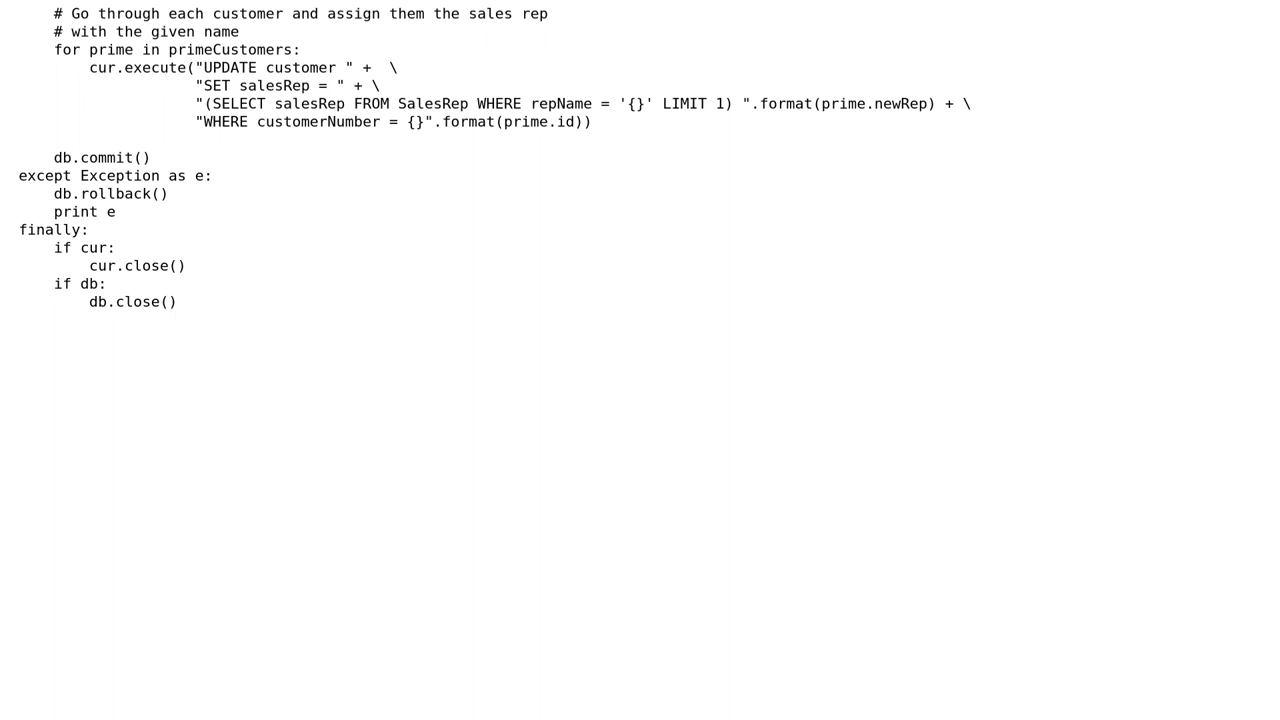 # Go through each customer and assign them the sales rep
# with the given name
for prime in primeCustomers:
cur.execute("UPDATE customer " +  \
"SET salesRep = " + \
"(SELECT salesRep FROM SalesRep WHERE repName = '{}' LIMIT 1) ".format(prime.newRep) + \
"WHERE customerNumber = {}".format(prime.id))
db.commit()
except Exception as e:
db.rollback()
print e
finally:
if cur:
cur.close()
if db:
db.close()